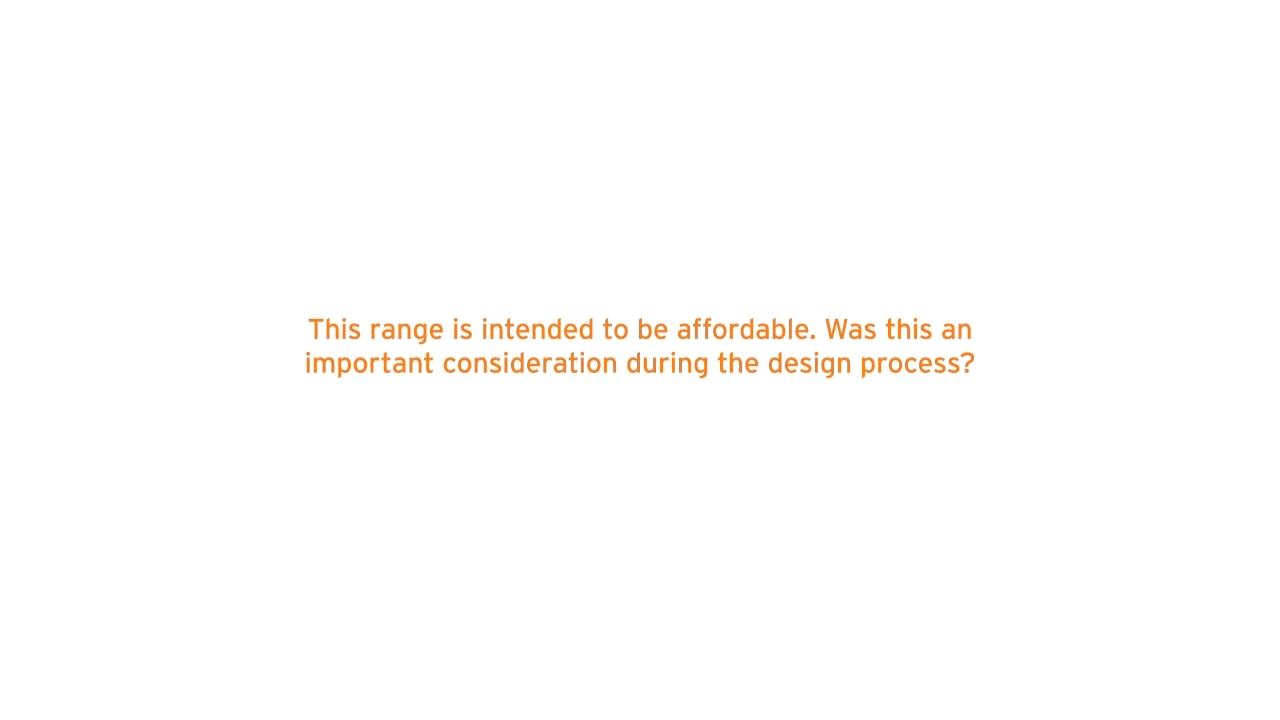 This range is intended to be affordable. Was this an
important consideration during the design process?